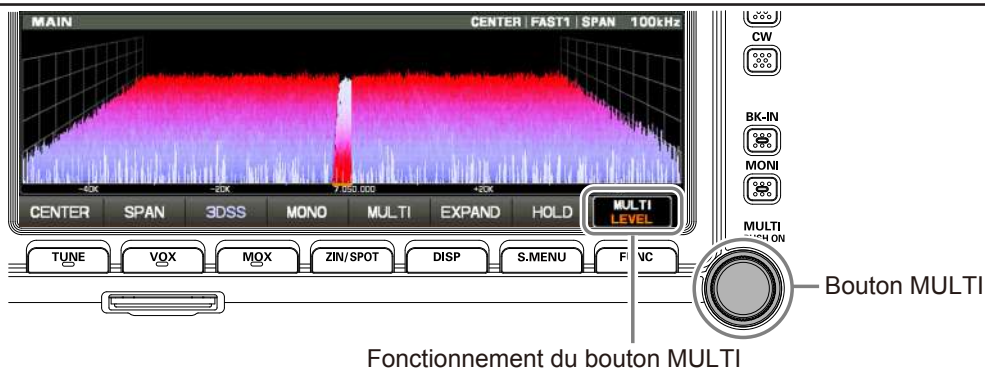 MAIN
CENTER | FAST1 | SPAN 100kHz
CW
BK-IN
MONI
-40K -20K 7.050.000 +20K
CENTER SPAN 3DSS MONO MULTI EXPAND HOLD MULTI
LEVEL
MULTI
TUNE VOX MOX ZIN/SPOT DISP S.MENU FUNC
Bouton MULTI
Fonctionnement du bouton MULTI